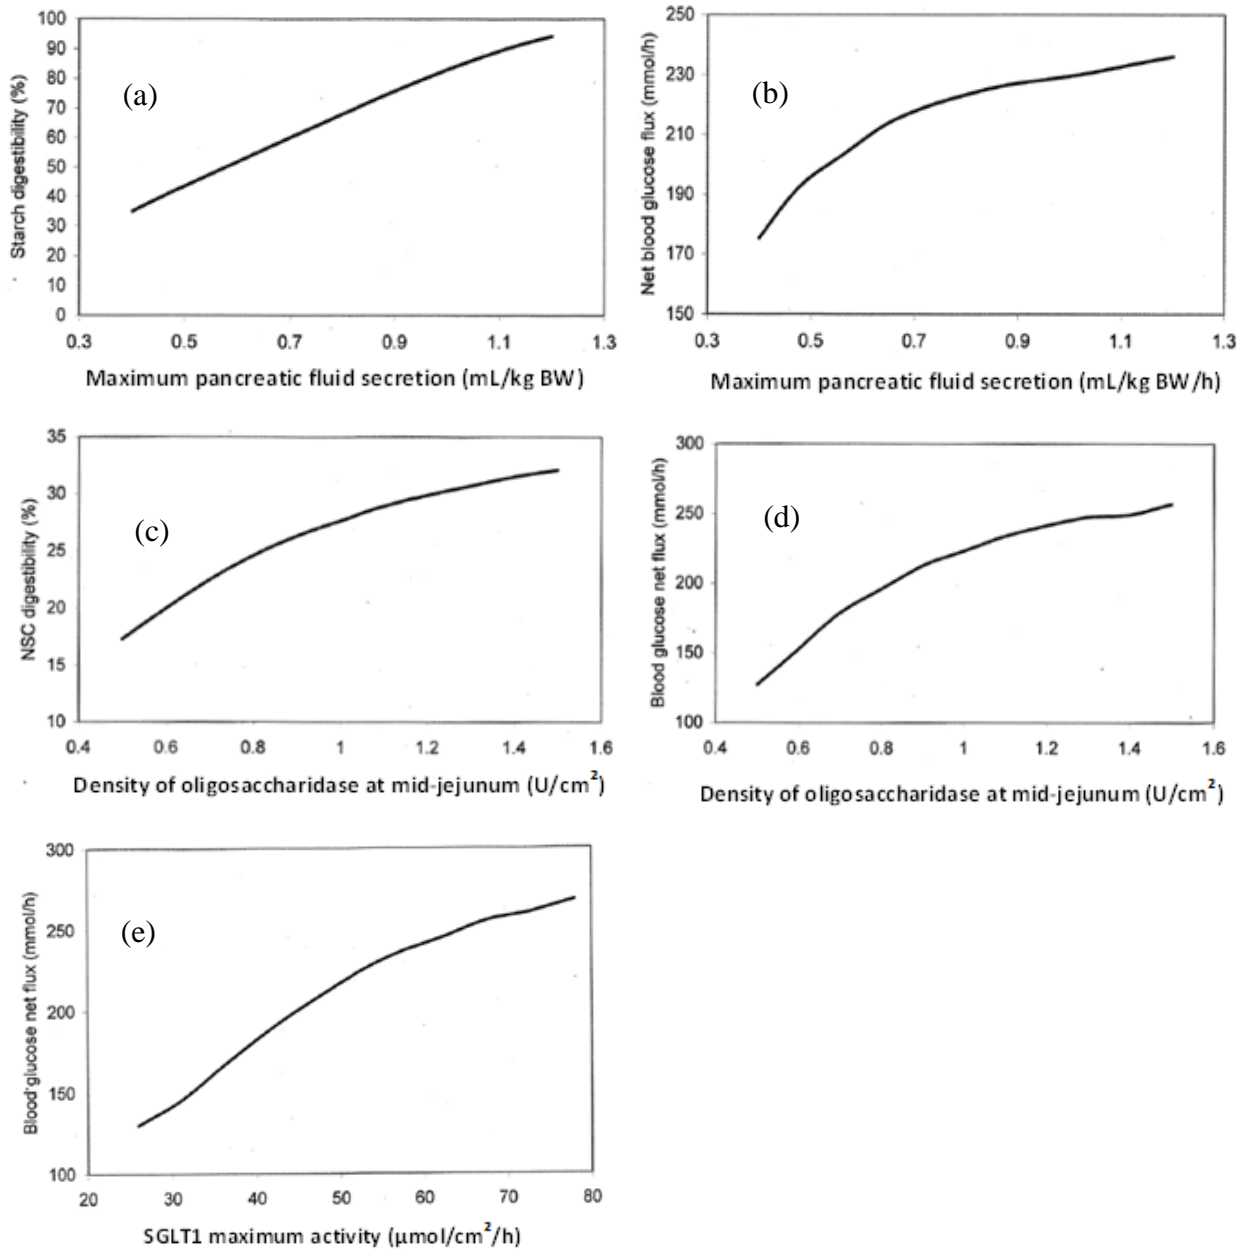 100
90
80
70
60
50
40
30
20
10
0
Starch digestibility (%)
(a)
0.3 0.5 0.7 0.9 1.1 1.3
Maximum pancreatic fluid secretion (mL/kg BW)
250
230
210
190
170
150
Net blood glucose flux (mmol/h)
(b)
0.3 0.5 0.7 0.9 1.1 1.3
Maximum pancreatic fluid secretion (mL/kg BW/h)
35
30
25
20
15
10
NSC digestibility (%)
(c)
0.4 0.6 0.8 1 1.2 1.4 1.6
Density of oligosaccharidase at mid-jejunum (U/cm²)
300
250
200
150
100
Blood glucose net flux (mmol/h)
(d)
0.4 0.6 0.8 1 1.2 1.4 1.6
Density of oligosaccharidase at mid-jejunum (U/cm²)
300
250
200
150
100
Blood glucose net flux (mmol/h)
(e)
20 30 40 50 60 70 80
SGLT1 maximum activity (µmol/cm²/h)